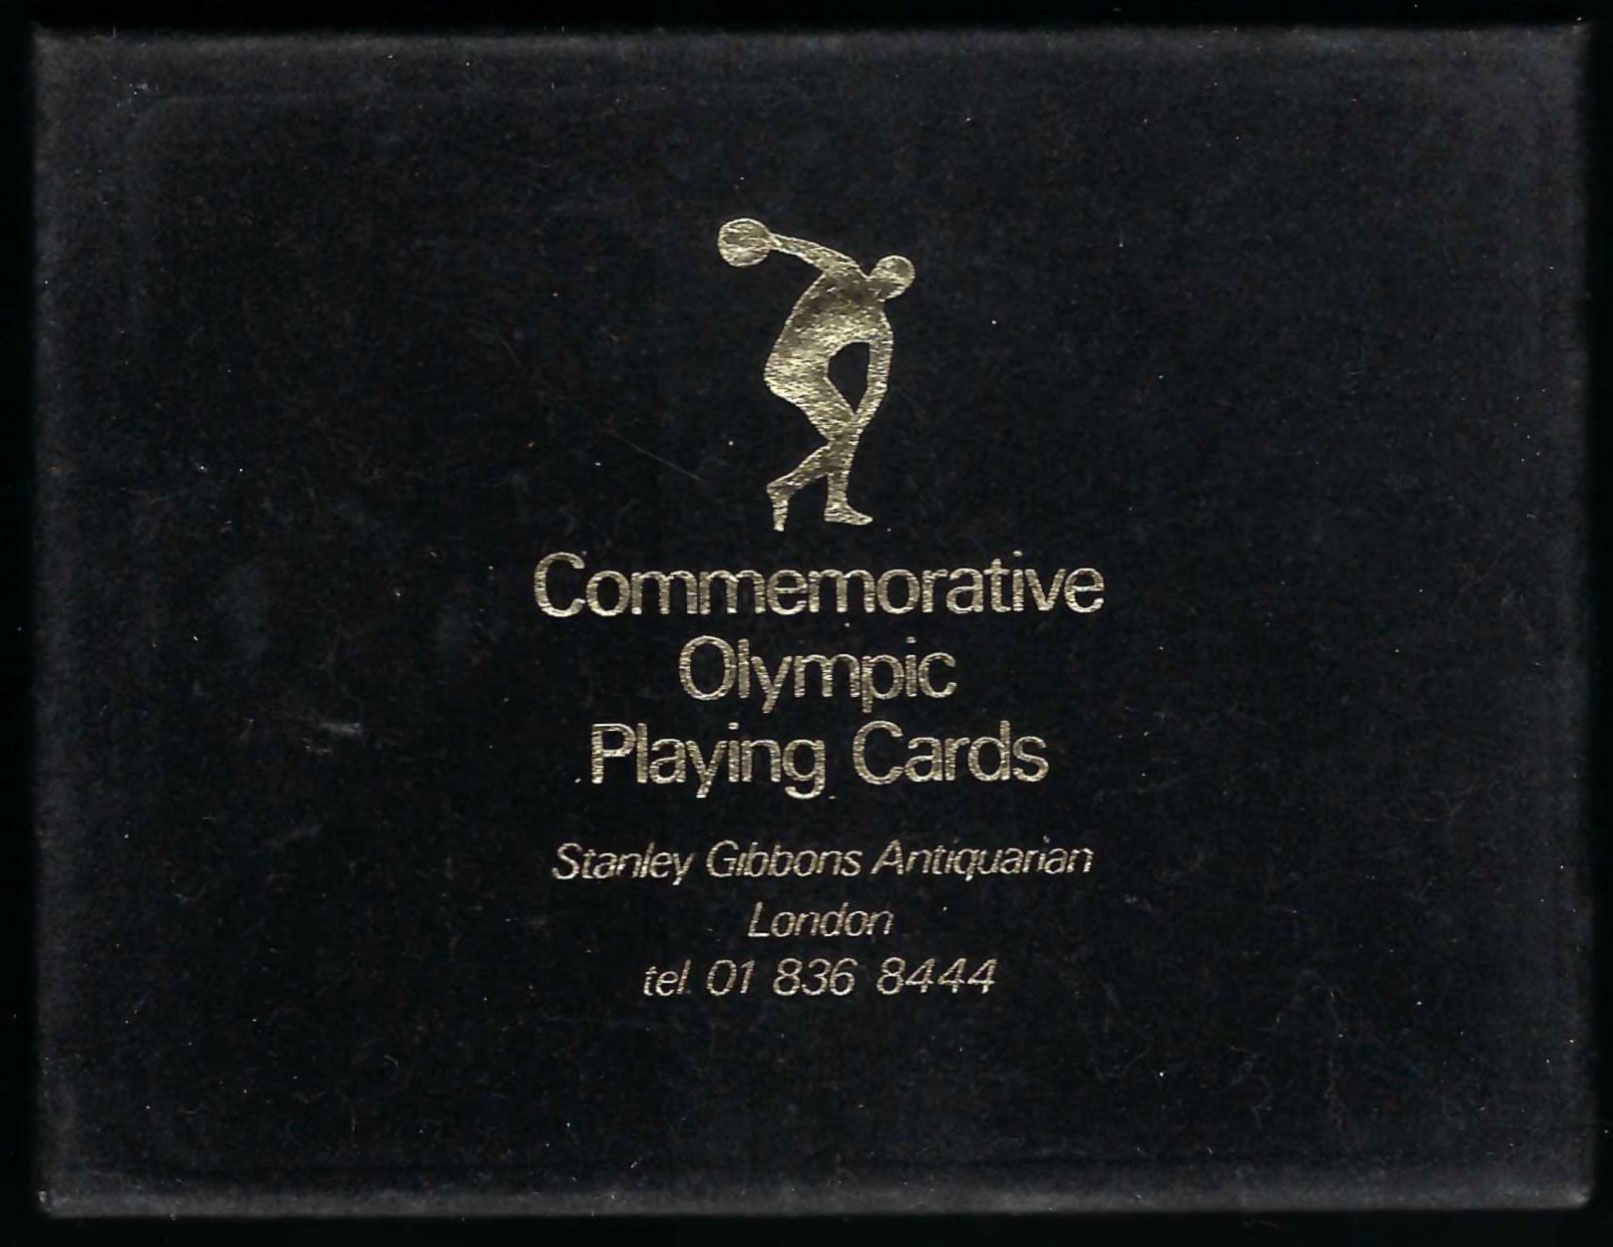 Commemorative
Olympic
Playing Cards
Stanley Gibbons Antiquarian
London
tel. 01 836 8444